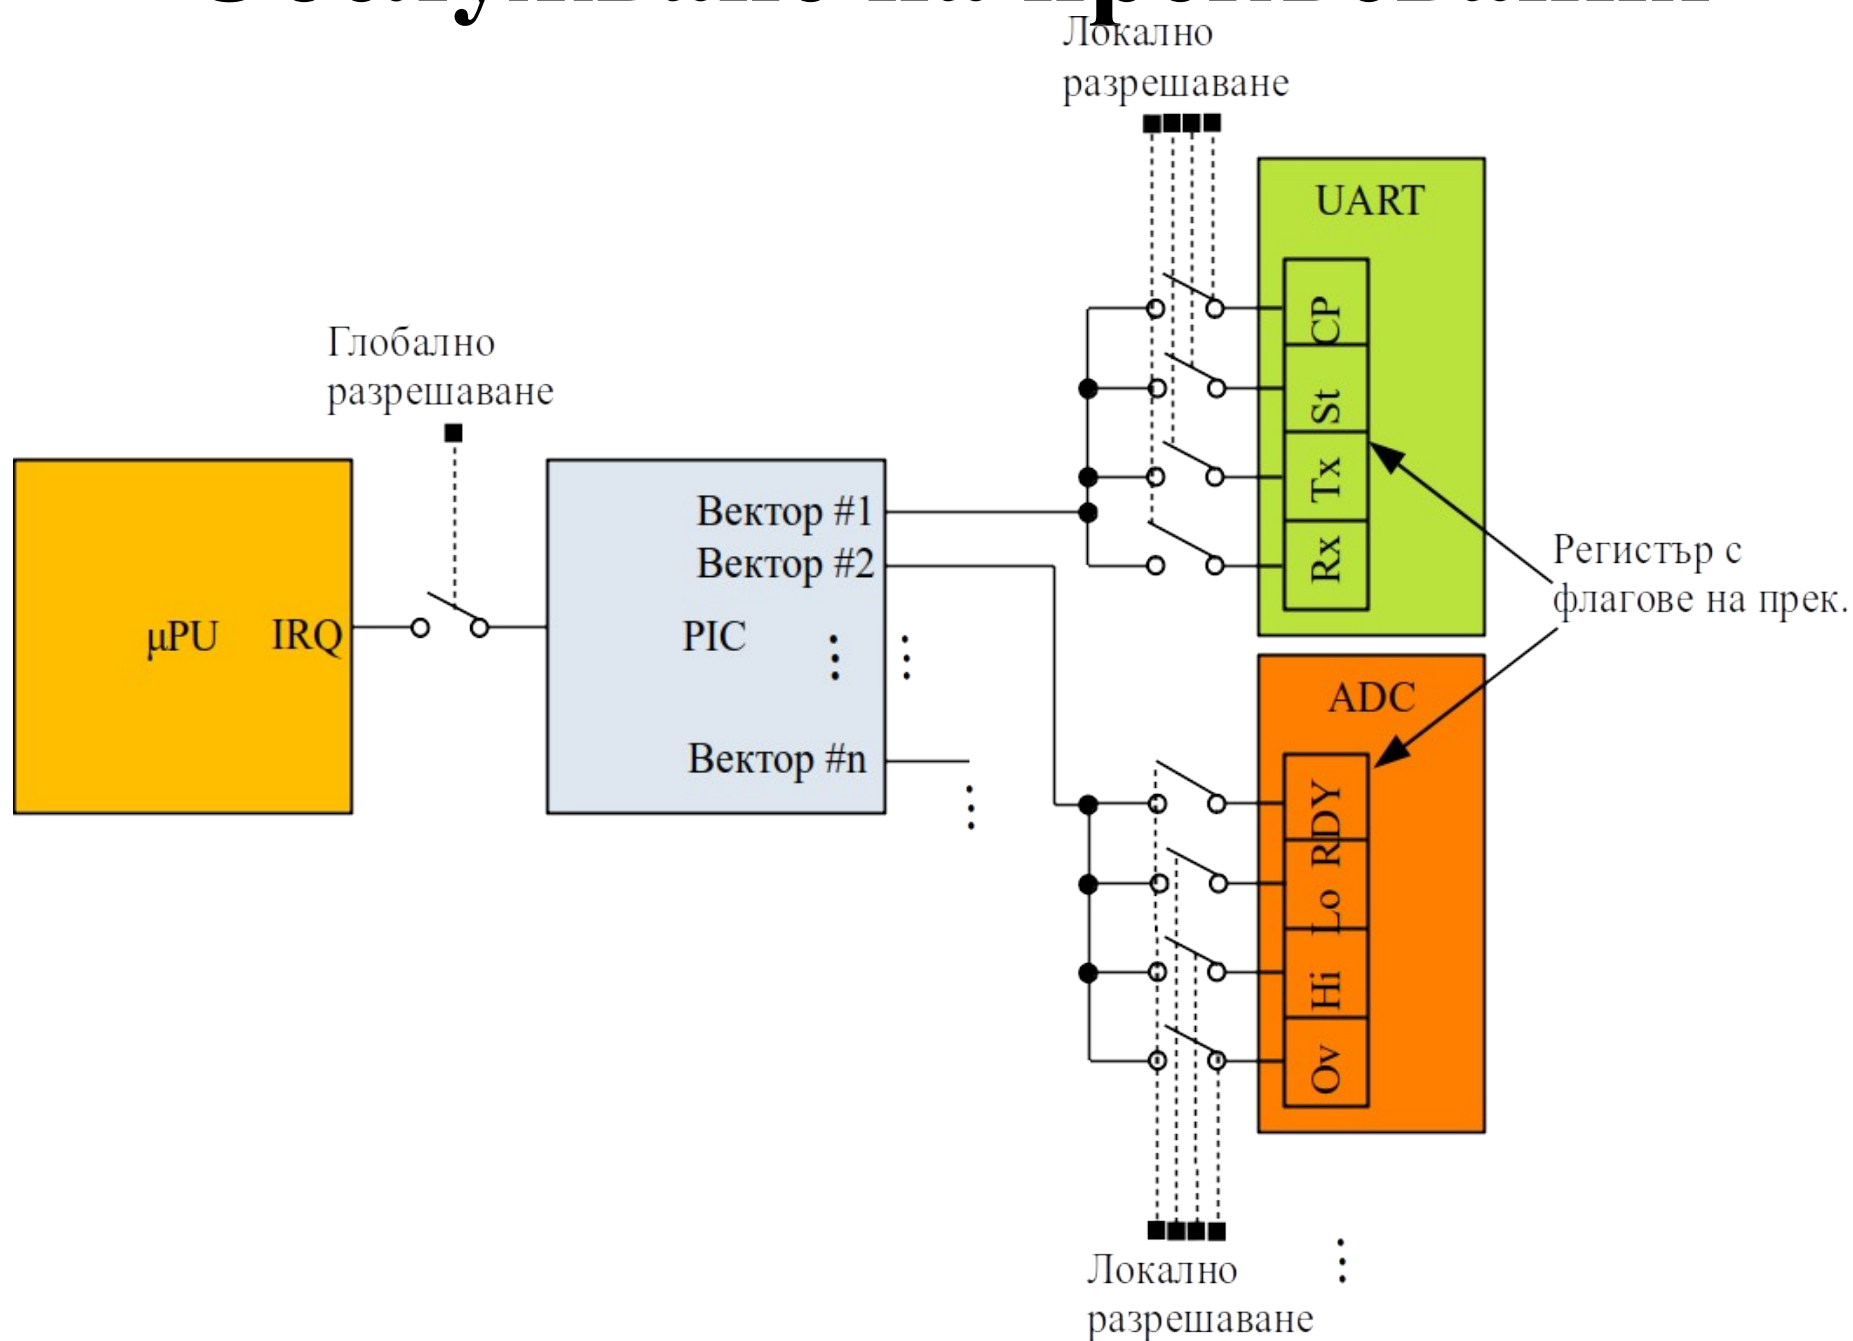 Локално
разрешаване
UART
CP
St
Tx
Rx
Глобално
разрешаване
μPU IRQ
PIC
Вектор #1
Вектор #2
Вектор #n
Регистър с
флагове на прек.
ADC
RDY
Lo
Hi
Ov
Локално
разрешаване